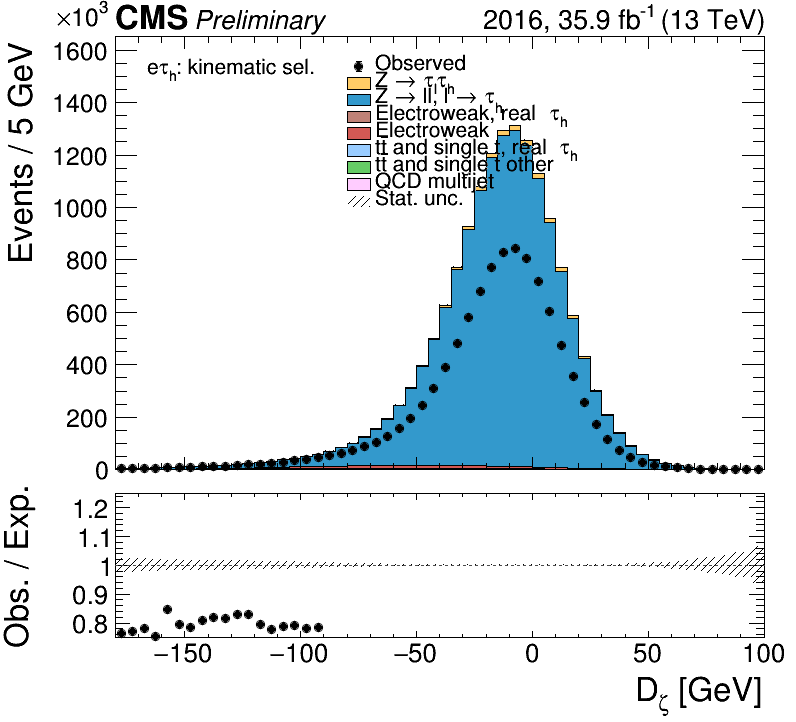 ×10³ CMS Preliminary 2016, 35.9 fb⁻¹ (13 TeV)
eτₕ: kinematic sel.
Observed
Z → τₗτₕ
Z → ll, l → τₕ
Electroweak, real τₕ
Electroweak
tt̄ and single t, real τₕ
tt̄ and single t other
QCD multijet
Stat. unc.
Events / 5 GeV
1600
1400
1200
1000
800
600
400
200
0
Obs. / Exp.
1.2
1.1
1
0.9
0.8
−150 −100 −50 0 50 100
D_ζ [GeV]